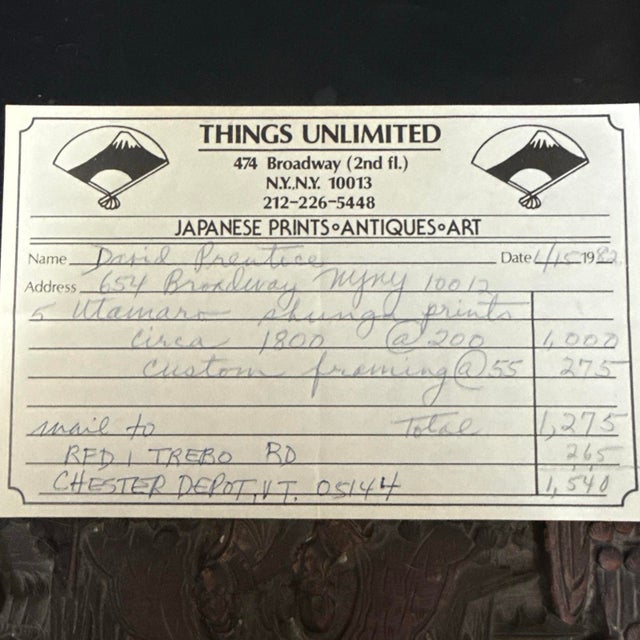 THINGS UNLIMITED
474 Broadway (2nd fl.)
N.Y.N.Y. 10013
212-226-5448
JAPANESE PRINTS•ANTIQUES•ART
Name David Prentice Date 1/15 1982
Address 654 Broadway NYNY 10012
5 Utamaro shunga prints
circa 1800 @ 200 1,000
custom framing @ 55 275
mail to Total 1,275
RFD 1 TREBO RD 265
CHESTER DEPOT, VT. 05144 1,540